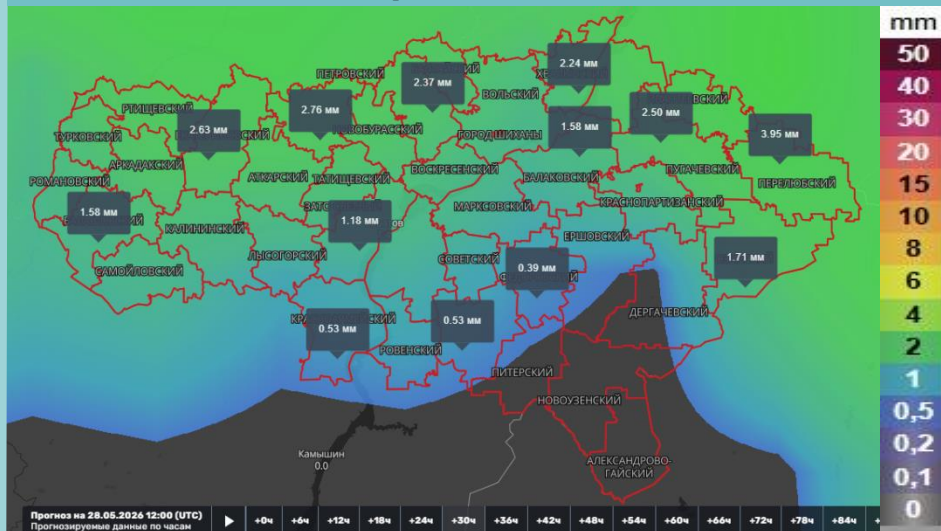 mm
50
40
30
20
15
10
8
6
4
2
1
0,5
0,2
0,1
0
2.24 мм
ПЕТРОВСКИЙ
2.37 мм
ВОЛЬСКИЙ
2.76 мм
2.50 мм
РТИЩЕВСКИЙ
2.63 мм
1.58 мм
3.95 мм
ТУРКОВСКИЙ
НОВОБУРАССКИЙ
ГОРОД ШИХАНЫ
АРКАДАКСКИЙ
ВОСКРЕСЕНСКИЙ
ПУГАЧЕВСКИЙ
РОМАНОВСКИЙ
АТКАРСКИЙ
ТАТИЩЕВСКИЙ
БАЛАКОВСКИЙ
ПЕРЕЛЮБСКИЙ
1.58 мм
МАРКСОВСКИЙ
КРАСНОПАРТИЗАНСКИЙ
1.18 мм
КАЛИНИНСКИЙ
ЕРШОВСКИЙ
ЛЫСОГОРСКИЙ
СОВЕТСКИЙ
0.39 мм
1.71 мм
САМОЙЛОВСКИЙ
ДЕРГАЧЕВСКИЙ
0.53 мм
0.53 мм
РОВЕНСКИЙ
ПИТЕРСКИЙ
НОВОУЗЕНСКИЙ
Камышин
0.0
АЛЕКСАНДРОВО-
ГАЙСКИЙ
Прогноз на 28.05.2026 12:00 (UTC)
Прогнозируемые данные по часам
+0ч +6ч +12ч +18ч +24ч +30ч +36ч +42ч +48ч +54ч +60ч +66ч +72ч +78ч +84ч